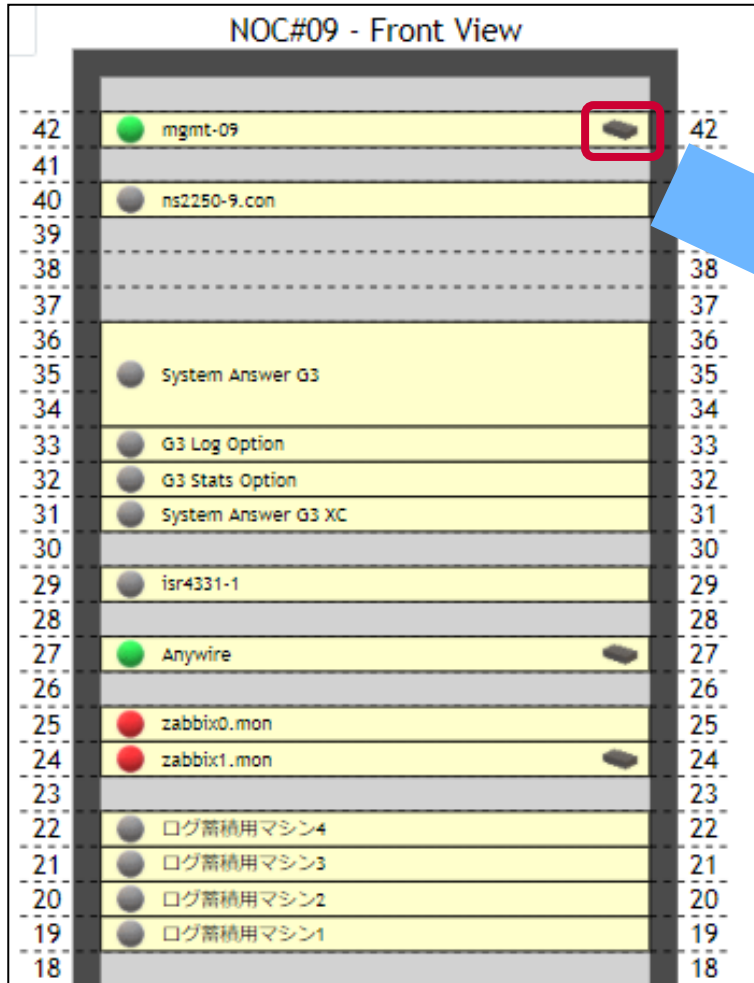 NOC#09 - Front View
42 mgmt-09 42
41
40 ns2250-9.con
39
38 38
37 37
36 36
35 System Answer G3 35
34 34
33 G3 Log Option 33
32 G3 Stats Option 32
31 System Answer G3 XC 31
30 30
29 isr4331-1 29
28 28
27 Anywire 27
26 26
25 zabbix0.mon 25
24 zabbix1.mon 24
23 23
22 ログ蓄積用マシン4 22
21 ログ蓄積用マシン3 21
20 ログ蓄積用マシン2 20
19 ログ蓄積用マシン1 19
18 18